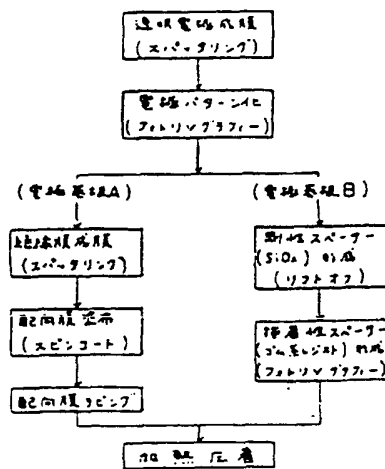 透明電極成膜
(スパッタリング)
電極パターン化
(フォトリソグラフィー)
(電極基板A)
(電極基板B)
絶縁膜成膜
(スパッタリング)
配向膜塗布
(スピンコート)
配向膜ラビング
剛性スペーサー
(SiO₂) 形成
(リフトオフ)
接着性スペーサー
(ゴム系レジスト) 形成
(フォトリソグラフィー)
加熱圧着